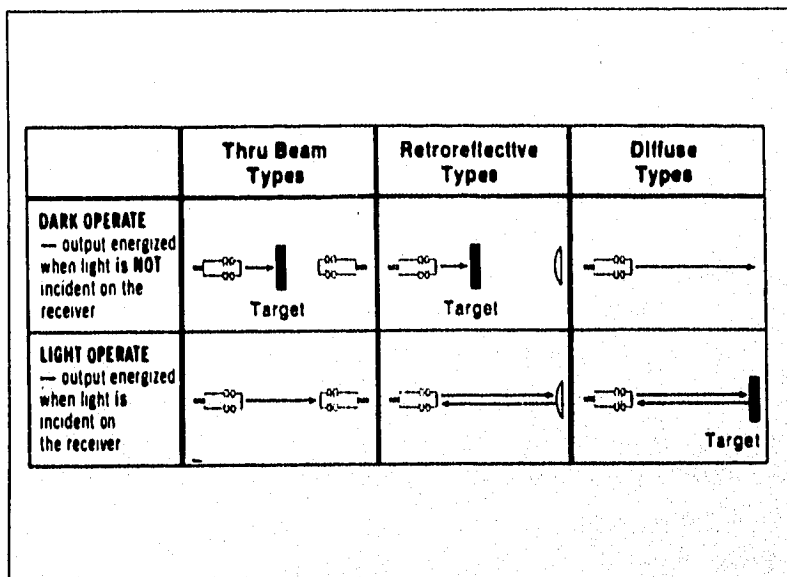 Thru Beam
Types
Retroreflective
Types
Diffuse
Types
DARK OPERATE
— output energized
when light is NOT
incident on the
receiver
Target
Target
LIGHT OPERATE
— output energized
when light is
incident on
the receiver
Target